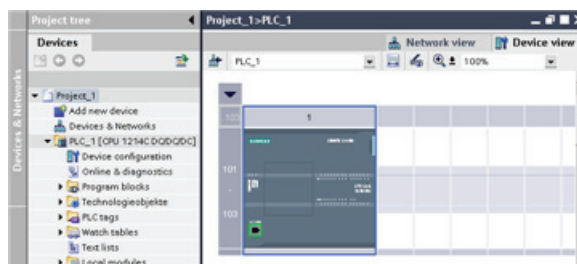 Project tree
Project_1>PLC_1
Devices
Network view
Device view
PLC_1
100%
Project_1
Add new device
Devices & Networks
PLC_1 [CPU 1214C DC/DC/DC]
Device configuration
Online & diagnostics
Program blocks
Technologieobjekte
PLC tags
Watch tables
Text lists
Local modules
Devices & Networks
103
1
101
103